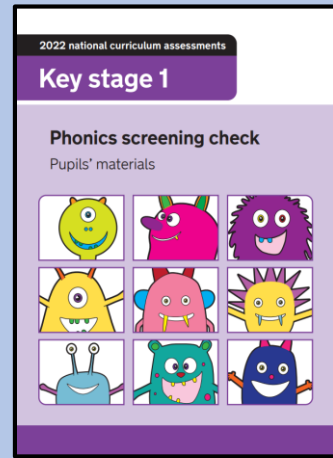 2022 national curriculum assessments
Key stage 1
Phonics screening check
Pupils’ materials